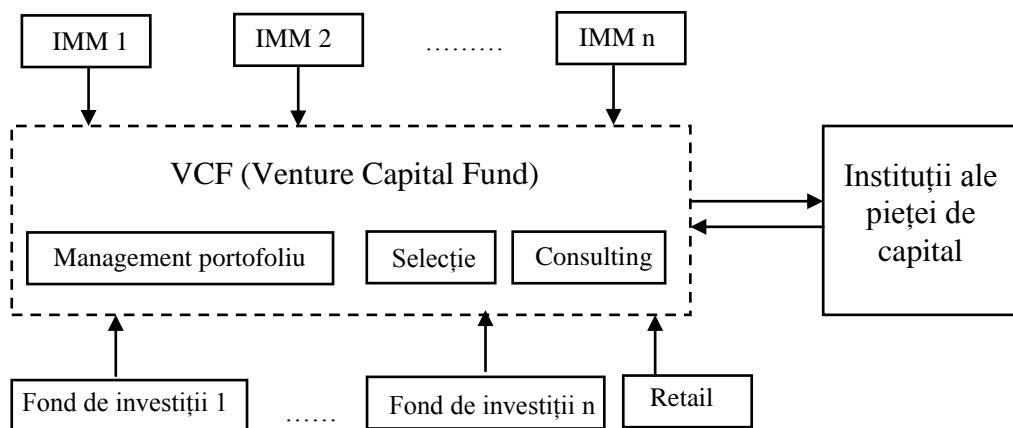 IMM 1
IMM 2
………
IMM n
VCF (Venture Capital Fund)
Instituții ale
pieței de
capital
Management portofoliu
Selecție
Consulting
Fond de investiții 1
……
Fond de investiții n
Retail